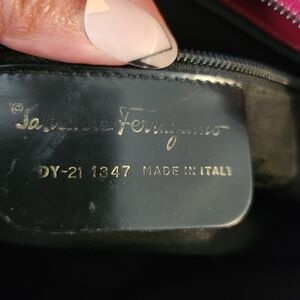 Salvatore Ferragamo
DY-21 1347 MADE IN ITALY